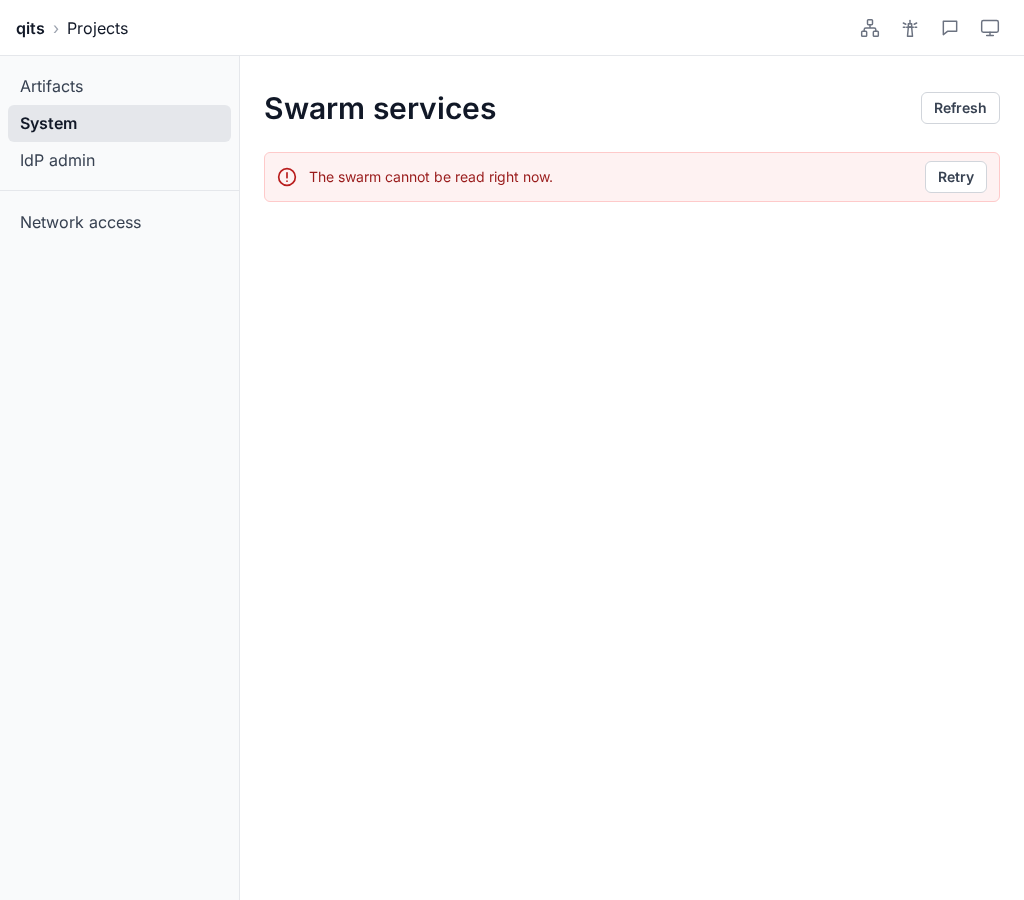 qits › Projects
Artifacts
System
IdP admin
Network access
Swarm services
Refresh
The swarm cannot be read right now.
Retry